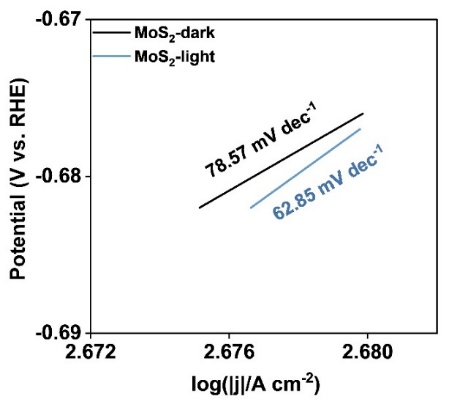 -0.67
MoS₂-dark
MoS₂-light
78.57 mV dec⁻¹
-0.68
62.85 mV dec⁻¹
Potential (V vs. RHE)
-0.69
2.672 2.676 2.680
log(|j|/A cm⁻²)